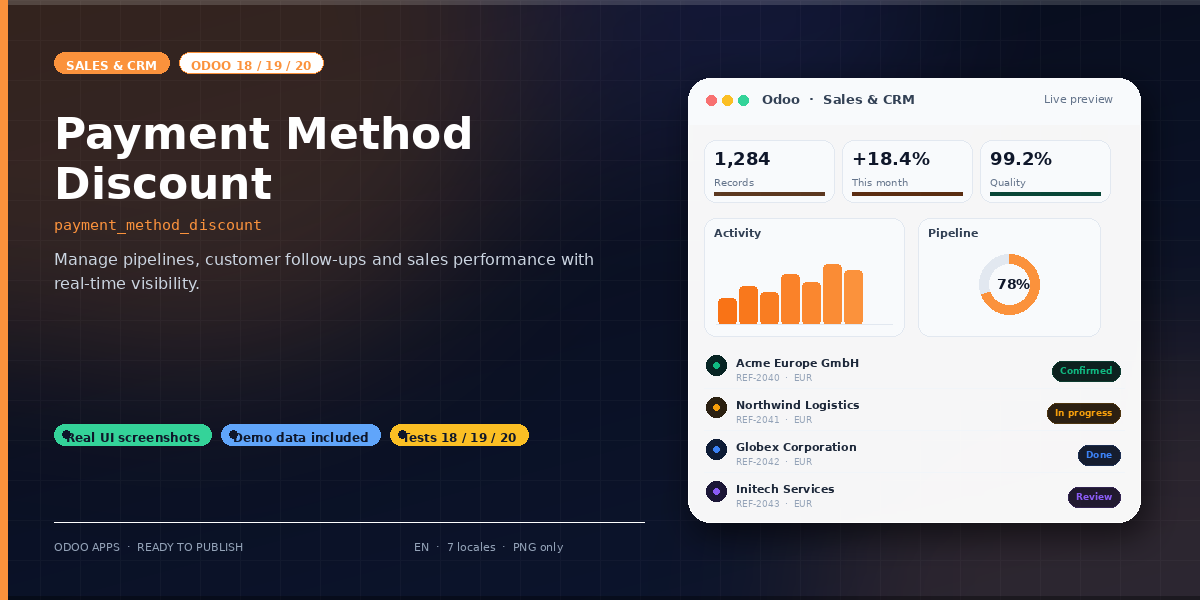 SALES & CRM
ODOO 18 / 19 / 20
Payment Method
Discount
payment_method_discount
Manage pipelines, customer follow-ups and sales performance with
real-time visibility.
Real UI screenshots
Demo data included
Tests 18 / 19 / 20
ODOO APPS · READY TO PUBLISH
EN · 7 locales · PNG only
Odoo · Sales & CRM
Live preview
1,284
Records
+18.4%
This month
99.2%
Quality
Activity
Pipeline
78%
Acme Europe GmbH
REF-2040 · EUR
Confirmed
Northwind Logistics
REF-2041 · EUR
In progress
Globex Corporation
REF-2042 · EUR
Done
Initech Services
REF-2043 · EUR
Review